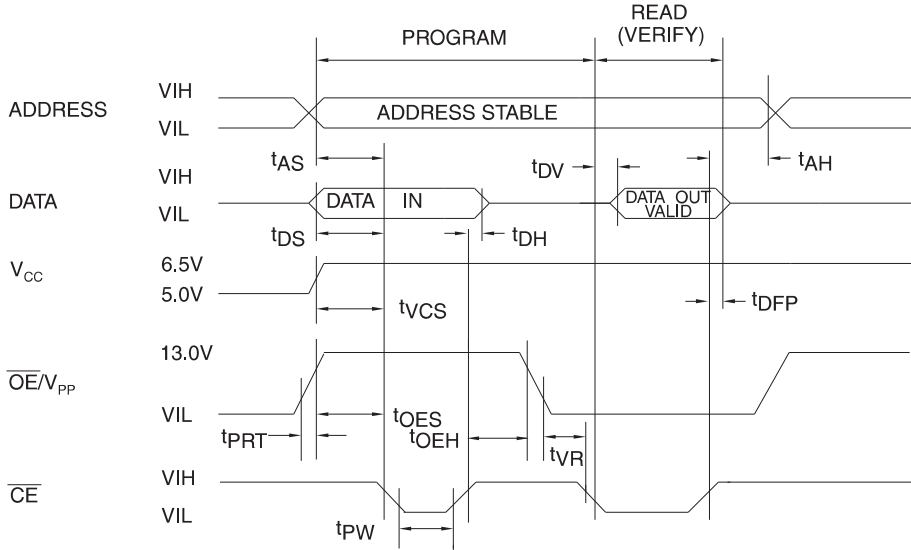 READ
(VERIFY)
PROGRAM
ADDRESS
VIH
VIL
ADDRESS STABLE
tAS
tDV
tAH
DATA
VIH
VIL
DATA IN
DATA OUT
VALID
tDS
tDH
VCC
6.5V
5.0V
tVCS
tDFP
OE/VPP
13.0V
VIL
tPRT
tOES
tOEH
tVR
CE
VIH
VIL
tPW